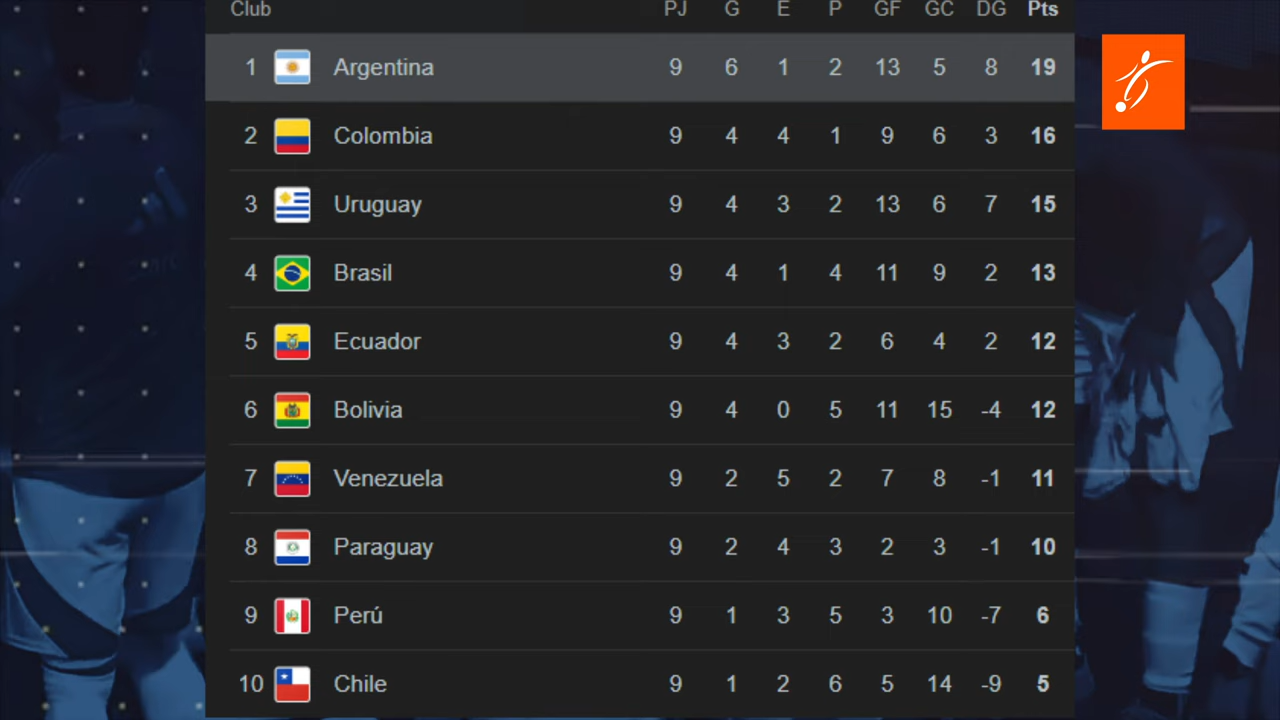 Club PJ G E P GF GC DG Pts
1 Argentina 9 6 1 2 13 5 8 19
2 Colombia 9 4 4 1 9 6 3 16
3 Uruguay 9 4 3 2 13 6 7 15
4 Brasil 9 4 1 4 11 9 2 13
5 Ecuador 9 4 3 2 6 4 2 12
6 Bolivia 9 4 0 5 11 15 -4 12
7 Venezuela 9 2 5 2 7 8 -1 11
8 Paraguay 9 2 4 3 2 3 -1 10
9 Perú 9 1 3 5 3 10 -7 6
10 Chile 9 1 2 6 5 14 -9 5